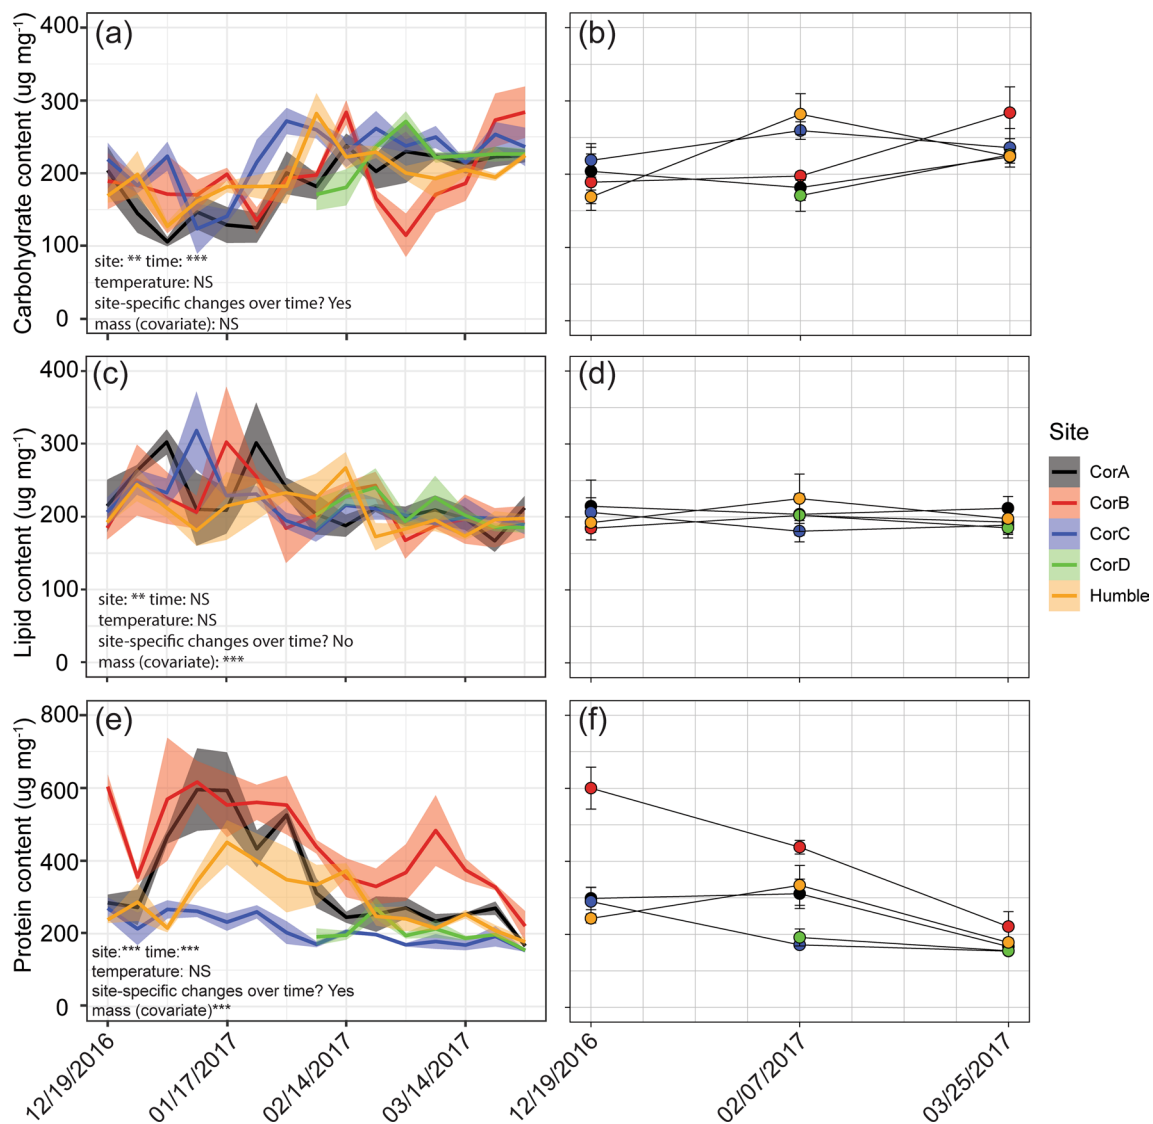 (a)
(b)
Carbohydrate content (ug mg⁻¹)
400
300
200
100
0
site: ** time: ***
temperature: NS
site-specific changes over time? Yes
mass (covariate): NS
(c)
(d)
Lipid content (ug mg⁻¹)
400
300
200
100
0
site: ** time: NS
temperature: NS
site-specific changes over time? No
mass (covariate): ***
Site
CorA
CorB
CorC
CorD
Humble
(e)
(f)
Protein content (ug mg⁻¹)
800
600
400
200
0
site:*** time:***
temperature: NS
site-specific changes over time? Yes
mass (covariate)***
12/19/2016
01/17/2017
02/14/2017
03/14/2017
12/19/2016
02/07/2017
03/25/2017